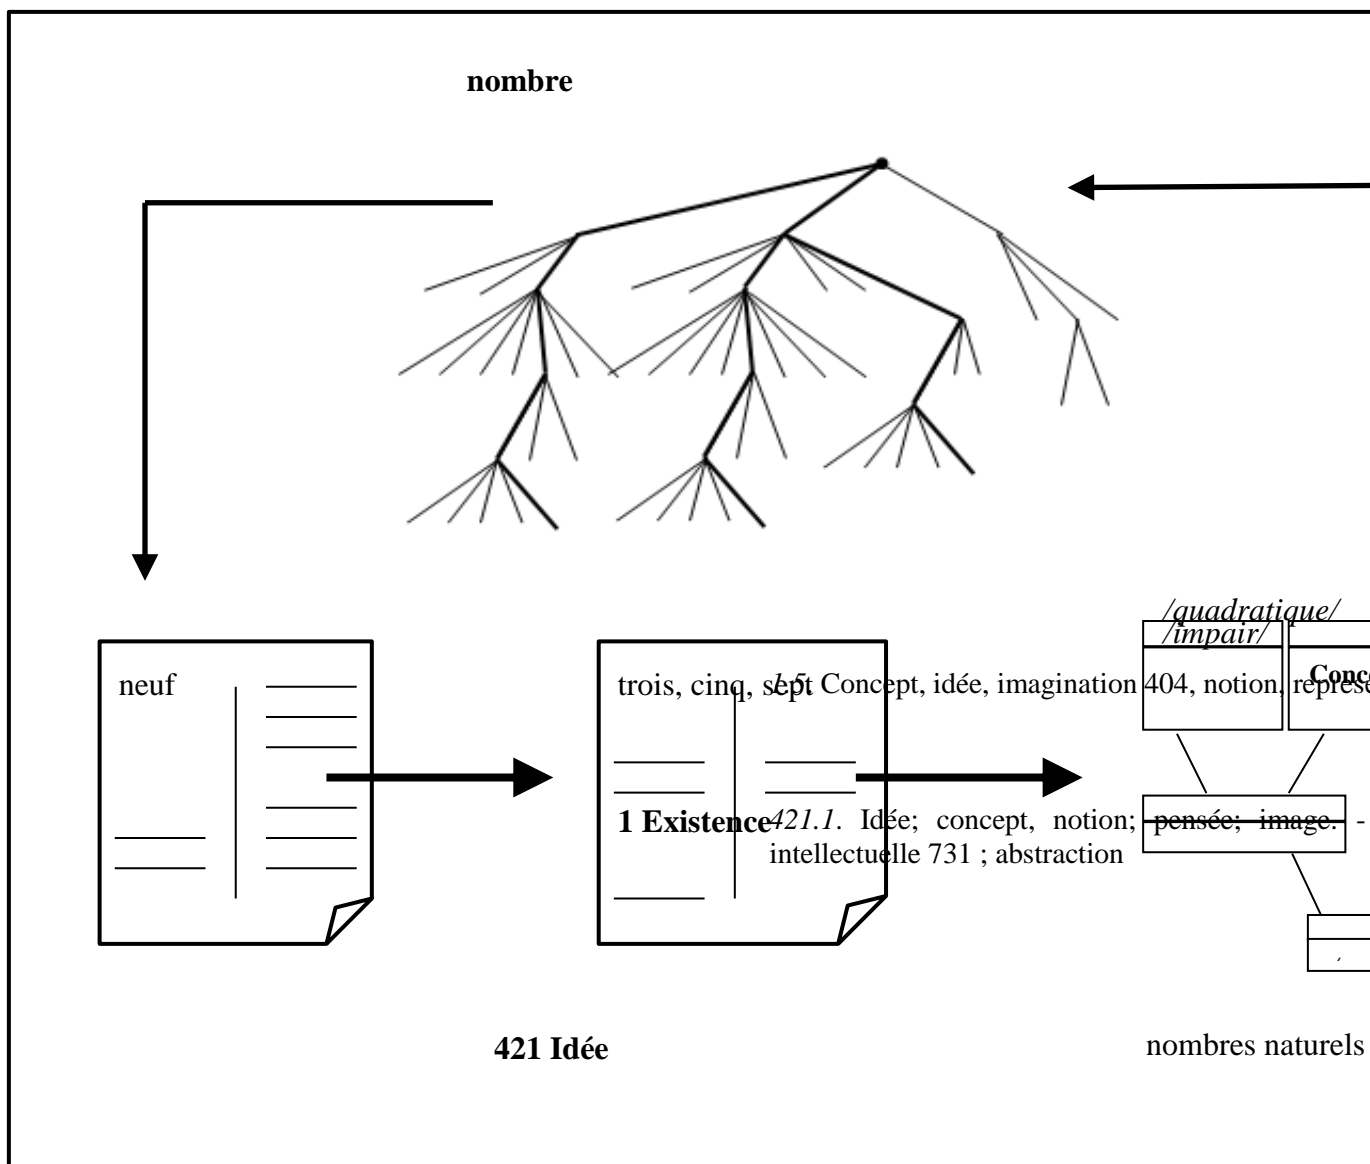 nombre
/quadratique/
/impair/
neuf
trois, cinq, sept
1.5. Concept, idée, imagination 404, notion,
1 Existence
421.1. Idée; concept, notion; pensée; image. -
intellectuelle 731 ; abstraction
421 Idée
nombres naturels